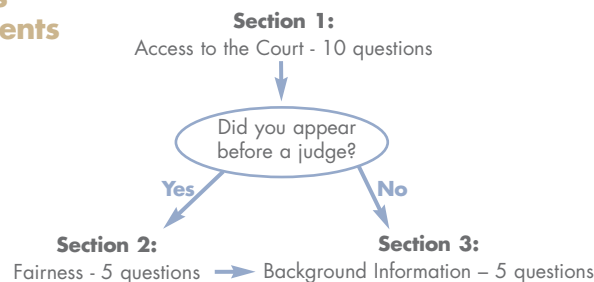 ents
Section 1:
Access to the Court - 10 questions
Did you appear
before a judge?
Yes
No
Section 2:
Fairness - 5 questions
Section 3:
Background Information – 5 questions